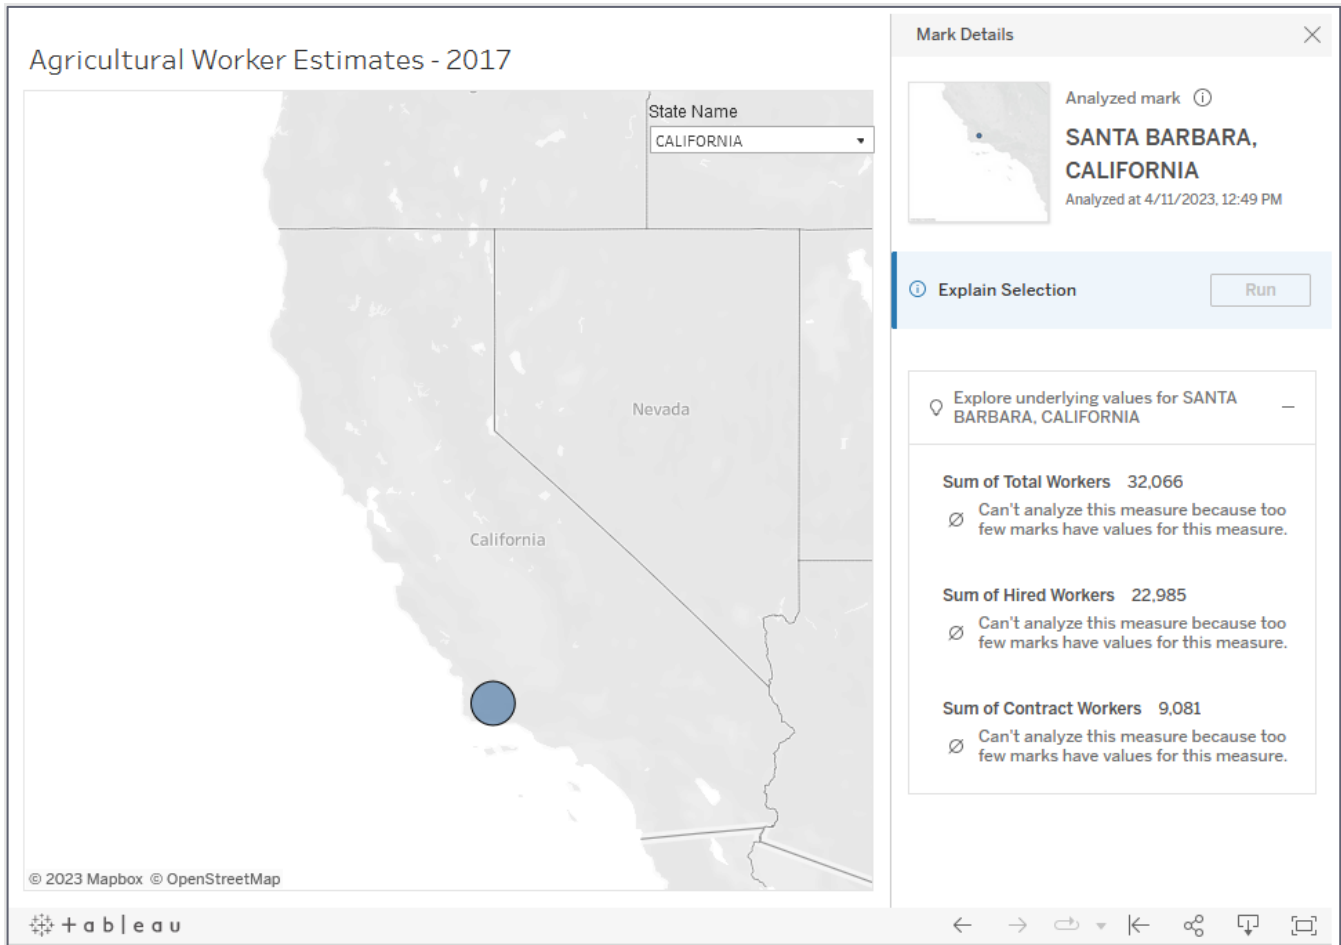 Agricultural Worker Estimates - 2017
State Name
CALIFORNIA
Nevada
California
© 2023 Mapbox © OpenStreetMap
Mark Details
Analyzed mark
SANTA BARBARA,
CALIFORNIA
Analyzed at 4/11/2023, 12:49 PM
Explain Selection
Run
Explore underlying values for SANTA
BARBARA, CALIFORNIA
Sum of Total Workers 32,066
Can't analyze this measure because too
few marks have values for this measure.
Sum of Hired Workers 22,985
Can't analyze this measure because too
few marks have values for this measure.
Sum of Contract Workers 9,081
Can't analyze this measure because too
few marks have values for this measure.
+ a b l e a u